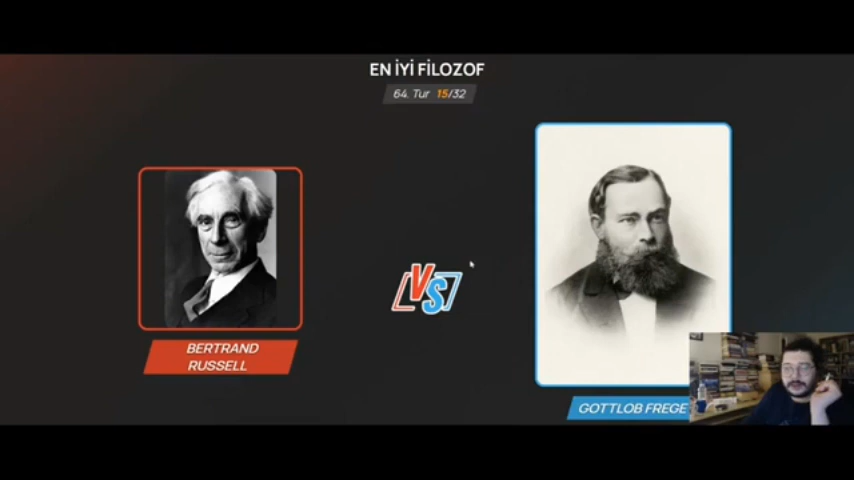 EN İYİ FİLOZOF
64. Tur 15/32
VS
BERTRAND
RUSSELL
GOTTLOB FREGE